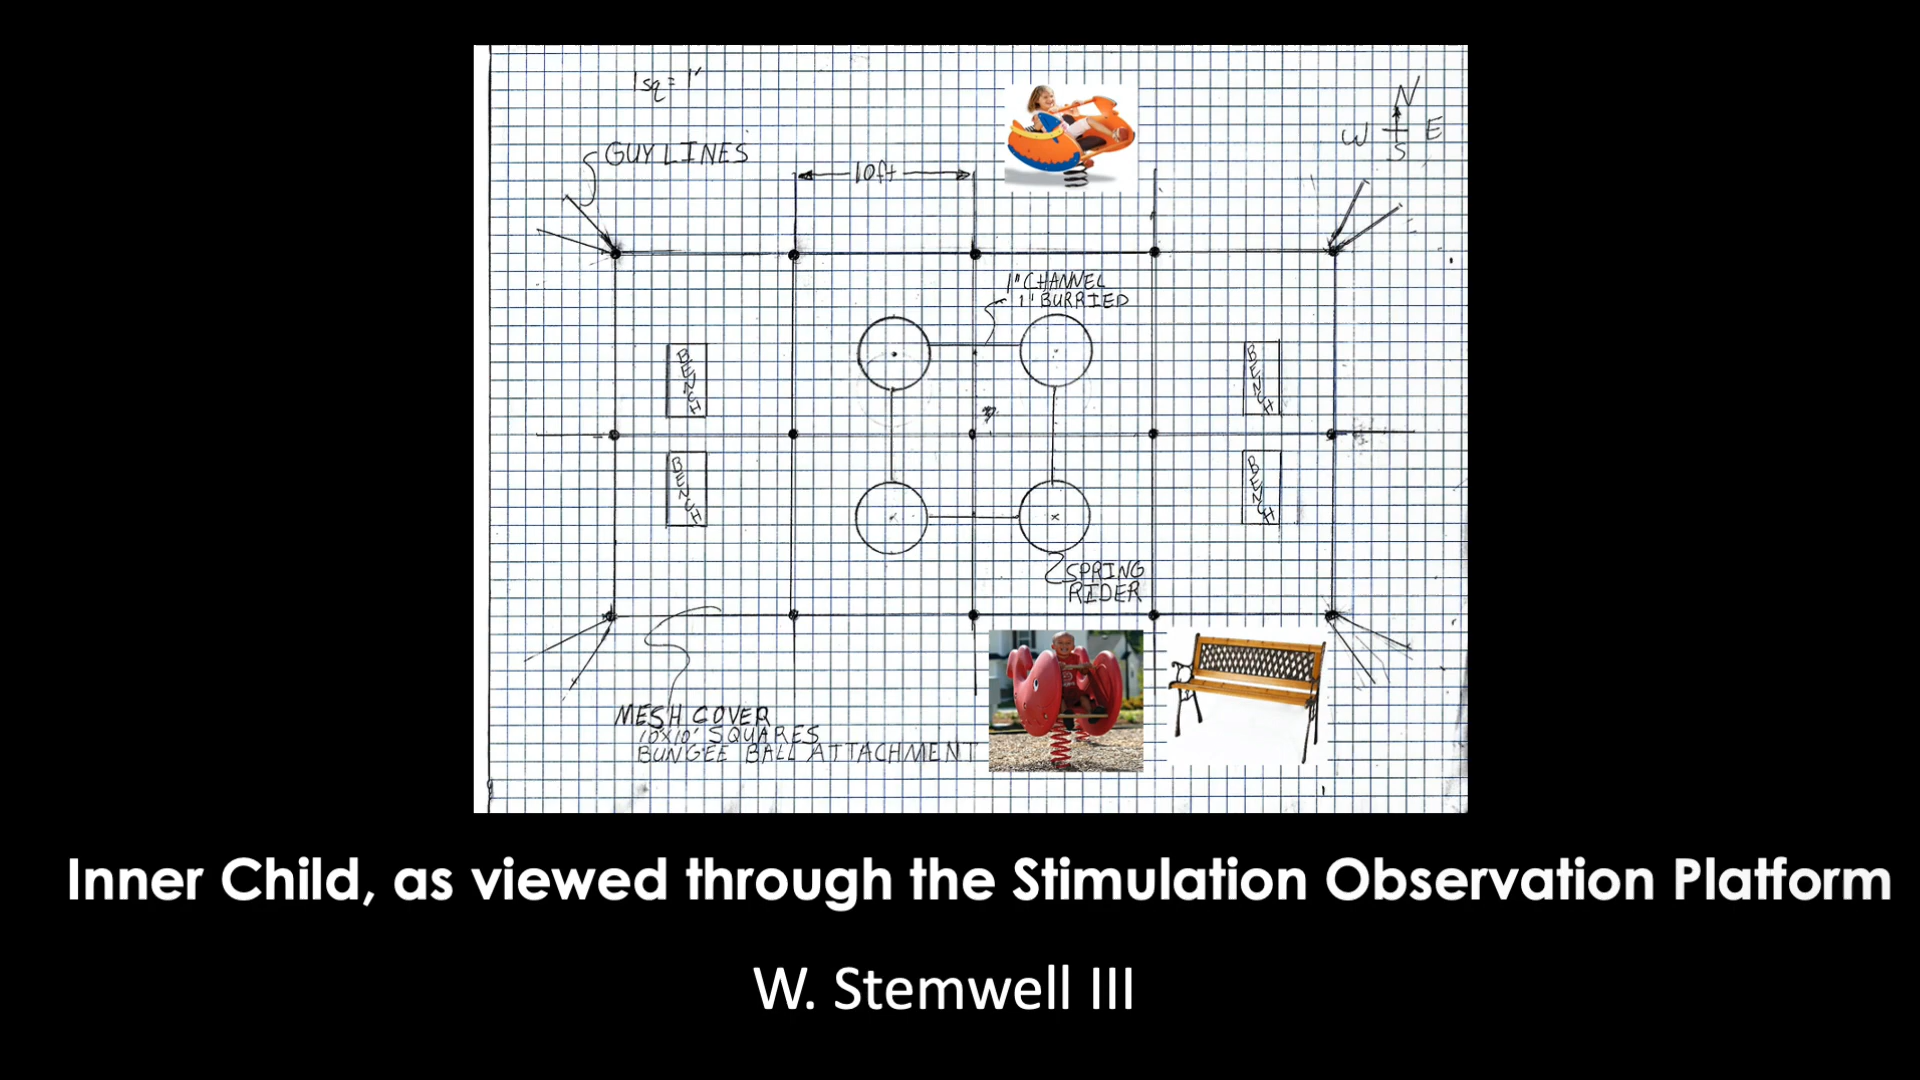 1sq = 1'
N
W E
S
GUY LINES
10ft
1" CHANNEL
1' BURRIED
BENCH
BENCH
BENCH
BENCH
SPRING
RIDER
MESH COVER
10'x10' SQUARES
BUNGEE BALL ATTACHMENT
Inner Child, as viewed through the Stimulation Observation Platform
W. Stemwell III